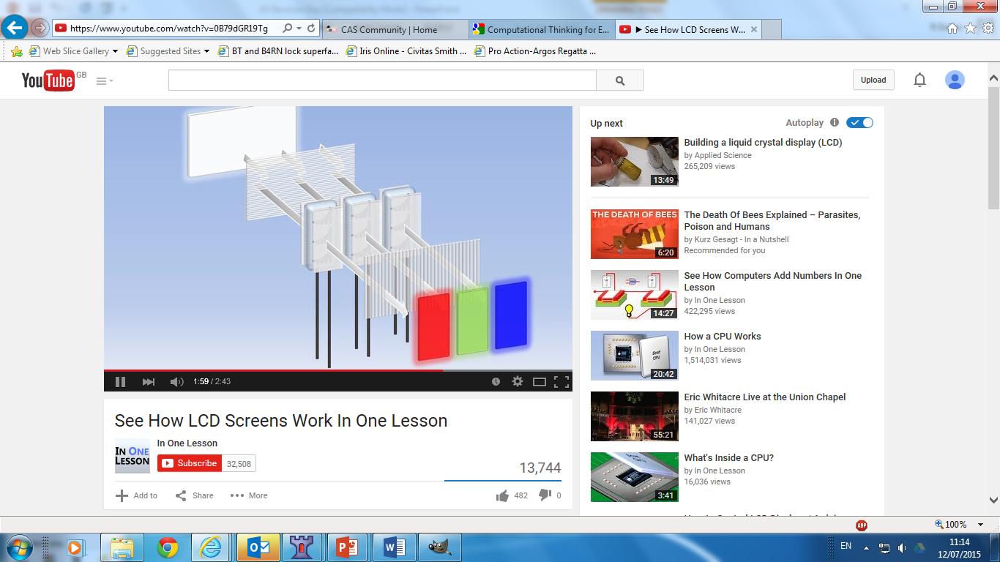 https://www.youtube.com/watch?v=0B79dGR19Tg
CAS Community | Home
Computational Thinking for E...
► See How LCD Screens W...
Web Slice Gallery
Suggested Sites
BT and B4RN lock superfa...
Iris Online - Civitas Smith ...
Pro Action-Argos Regatta ...
YouTube GB
Upload
1:59 / 2:43
See How LCD Screens Work In One Lesson
IN ONE
LESSON
In One Lesson
Subscribe 32,508
13,744
Add to Share More
482 0
Up next
Autoplay
13:49
Building a liquid crystal display (LCD)
by Applied Science
265,209 views
THE DEATH OF BEES
6:20
The Death Of Bees Explained – Parasites,
Poison and Humans
by Kurz Gesagt - In a Nutshell
Recommended for you
14:27
See How Computers Add Numbers In One
Lesson
by In One Lesson
422,295 views
Scott
CPU
20:42
How a CPU Works
by In One Lesson
1,514,031 views
55:21
Eric Whitacre Live at the Union Chapel
by Eric Whitacre
141,027 views
3:41
What's Inside a CPU?
by In One Lesson
16,036 views
ABP
100%
EN
11:14
12/07/2015